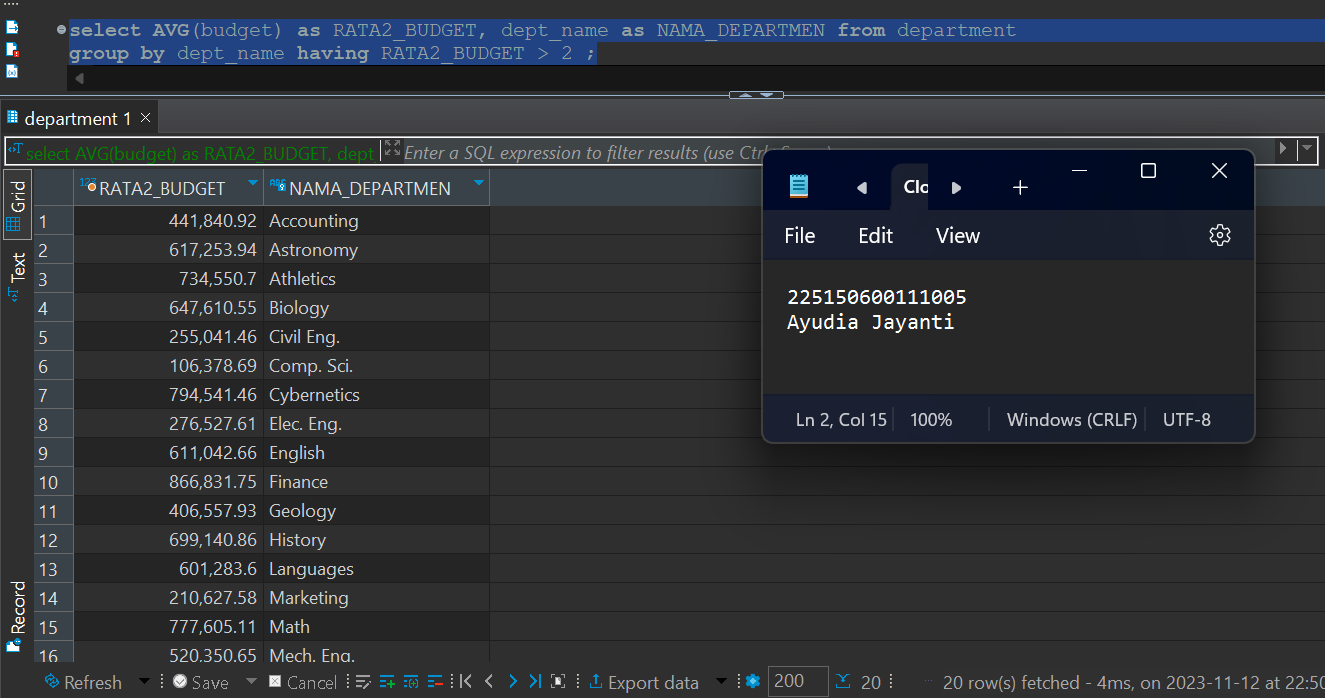 select AVG(budget) as RATA2_BUDGET, dept_name as NAMA_DEPARTMEN from department
group by dept_name having RATA2_BUDGET > 2 ;
department 1
select AVG(budget) as RATA2_BUDGET, dept
Enter a SQL expression to filter results (use Ctrl
Grid
Text
Record
RATA2_BUDGET NAMA_DEPARTMEN
1 441,840.92 Accounting
2 617,253.94 Astronomy
3 734,550.7 Athletics
4 647,610.55 Biology
5 255,041.46 Civil Eng.
6 106,378.69 Comp. Sci.
7 794,541.46 Cybernetics
8 276,527.61 Elec. Eng.
9 611,042.66 English
10 866,831.75 Finance
11 406,557.93 Geology
12 699,140.86 History
13 601,283.6 Languages
14 210,627.58 Marketing
15 777,605.11 Math
16 520,350.65 Mech. Eng.
Clo
File Edit View
225150600111005
Ayudia Jayanti
Ln 2, Col 15 100% Windows (CRLF) UTF-8
Refresh Save Cancel Export data 200 20 20 row(s) fetched - 4ms, on 2023-11-12 at 22:50